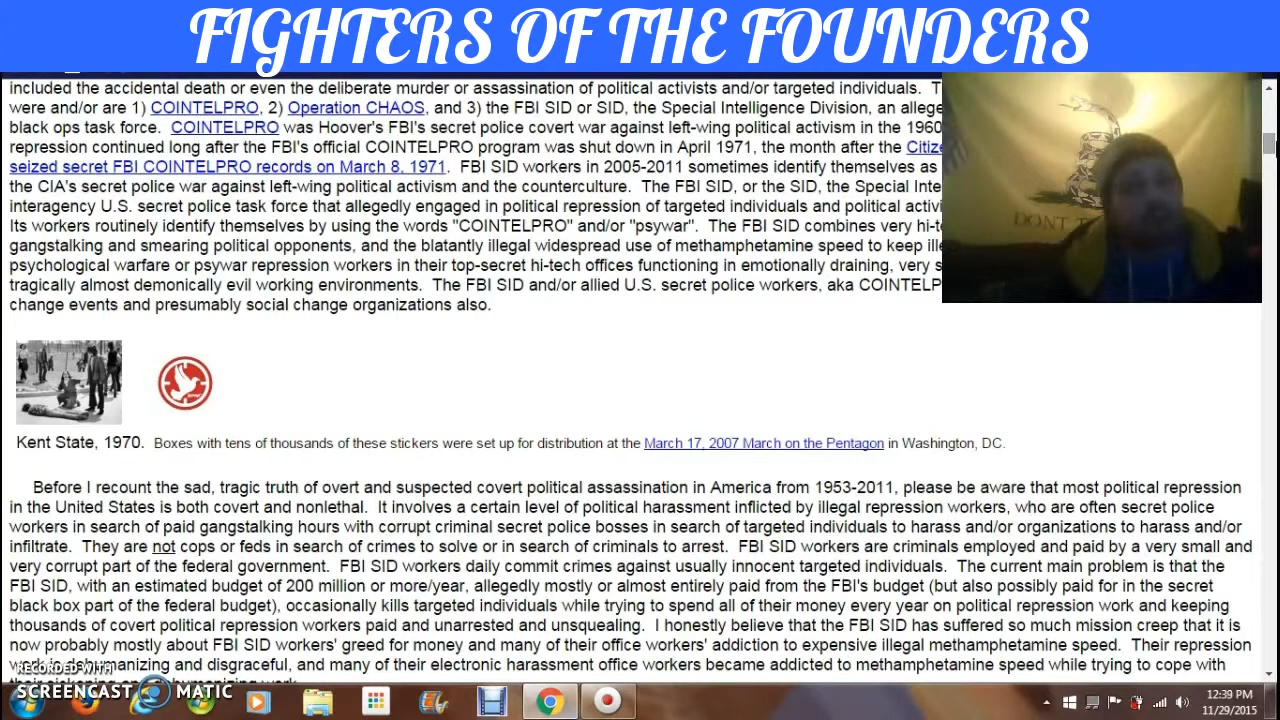 FIGHTERS OF THE FOUNDERS
included the accidental death or even the deliberate murder or assassination of political activists and/or targeted individuals. T
were and/or are 1) COINTELPRO, 2) Operation CHAOS, and 3) the FBI SID or SID, the Special Intelligence Division, an allege
black ops task force. COINTELPRO was Hoover's FBI's secret police covert war against left-wing political activism in the 1960
repression continued long after the FBI's official COINTELPRO program was shut down in April 1971, the month after the Citize
seized secret FBI COINTELPRO records on March 8, 1971. FBI SID workers in 2005-2011 sometimes identify themselves as
the CIA's secret police war against left-wing political activism and the counterculture. The FBI SID, or the SID, the Special Inte
interagency U.S. secret police task force that allegedly engaged in political repression of targeted individuals and political activi
Its workers routinely identify themselves by using the words "COINTELPRO" and/or "psywar". The FBI SID combines very hi-t
gangstalking and smearing political opponents, and the blatantly illegal widespread use of methamphetamine speed to keep ille
psychological warfare or psywar repression workers in their top-secret hi-tech offices functioning in emotionally draining, very s
tragically almost demonically evil working environments. The FBI SID and/or allied U.S. secret police workers, aka COINTELP
change events and presumably social change organizations also.
DONT T
Kent State, 1970. Boxes with tens of thousands of these stickers were set up for distribution at the March 17, 2007 March on the Pentagon in Washington, DC.
Before I recount the sad, tragic truth of overt and suspected covert political assassination in America from 1953-2011, please be aware that most political repression
in the United States is both covert and nonlethal. It involves a certain level of political harassment inflicted by illegal repression workers, who are often secret police
workers in search of paid gangstalking hours with corrupt criminal secret police bosses in search of targeted individuals to harass and/or organizations to harass and/or
infiltrate. They are not cops or feds in search of crimes to solve or in search of criminals to arrest. FBI SID workers are criminals employed and paid by a very small and
very corrupt part of the federal government. FBI SID workers daily commit crimes against usually innocent targeted individuals. The current main problem is that the
FBI SID, with an estimated budget of 200 million or more/year, allegedly mostly or almost entirely paid from the FBI's budget (but also possibly paid for in the secret
black box part of the federal budget), occasionally kills targeted individuals while trying to spend all of their money every year on political repression work and keeping
thousands of covert political repression workers paid and unarrested and unsquealing. I honestly believe that the FBI SID has suffered so much mission creep that it is
now probably mostly about FBI SID workers' greed for money and many of their office workers' addiction to expensive illegal methamphetamine speed. Their repression
work is dehumanizing and disgraceful, and many of their electronic harassment office workers became addicted to methamphetamine speed while trying to cope with
RECORDED WITH
SCREENCAST MATIC
12:39 PM
11/29/2015